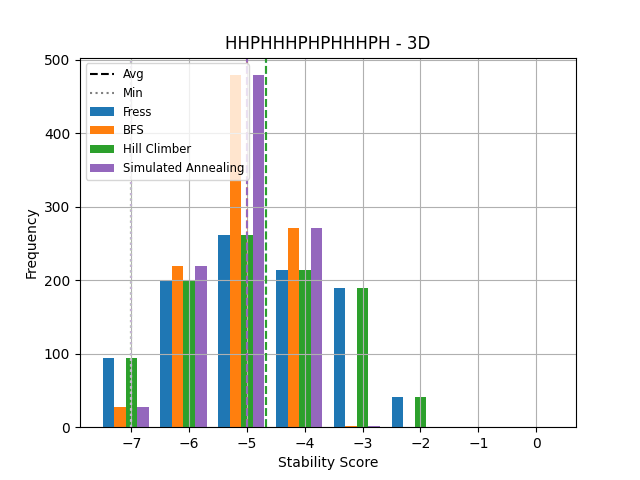 HHPHHHPHPHHHPH - 3D
500
400
300
200
100
0
Frequency
Avg
Min
Fress
BFS
Hill Climber
Simulated Annealing
−7 −6 −5 −4 −3 −2 −1 0
Stability Score